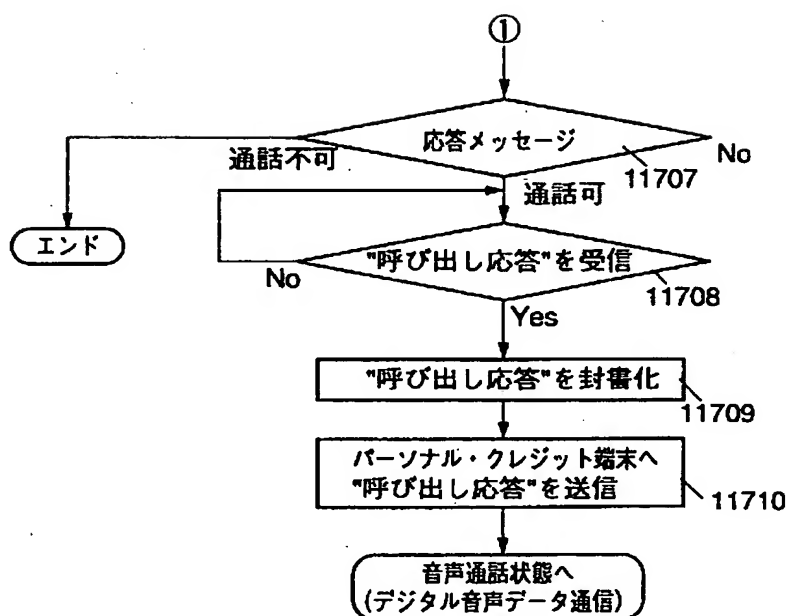 ①
応答メッセージ
通話不可
No
11707
通話可
エンド
"呼び出し応答"を受信
No
11708
Yes
"呼び出し応答"を封書化
11709
パーソナル・クレジット端末へ
"呼び出し応答"を送信
11710
音声通話状態へ
(デジタル音声データ通信)